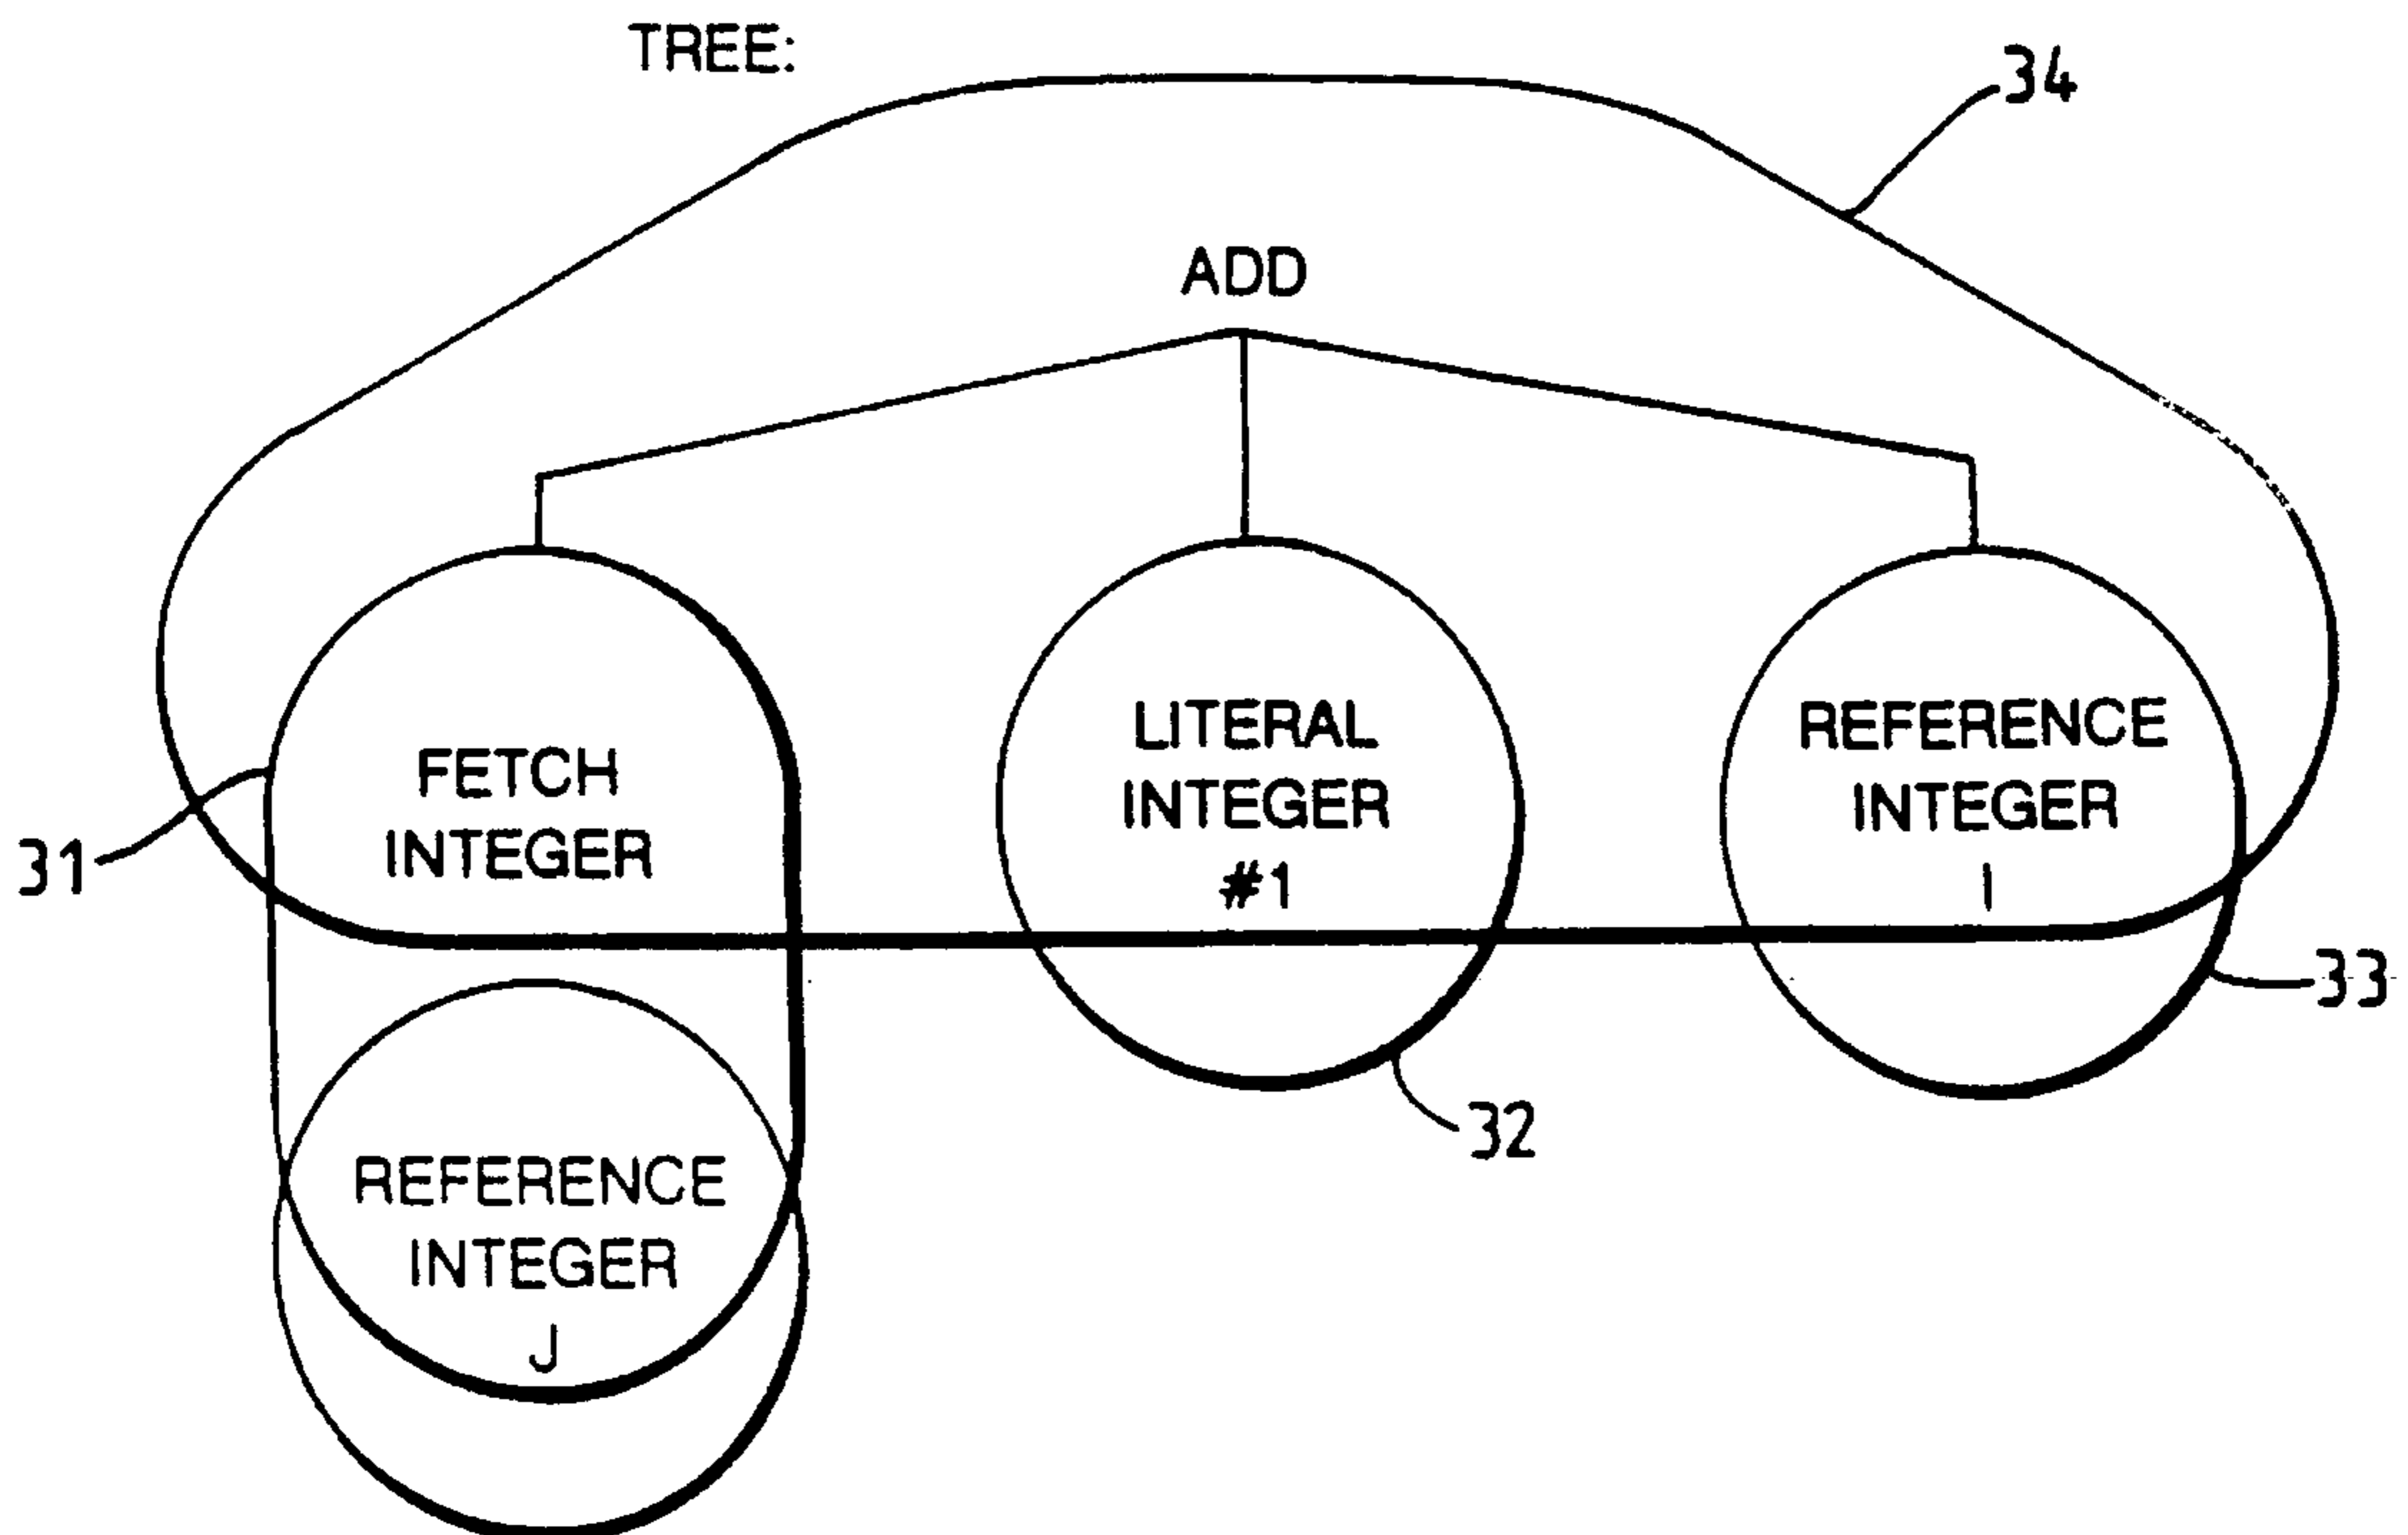 TREE:
34
ADD
FETCH
INTEGER
31
LITERAL
INTEGER
#1
REFERENCE
INTEGER
I
33
32
REFERENCE
INTEGER
J